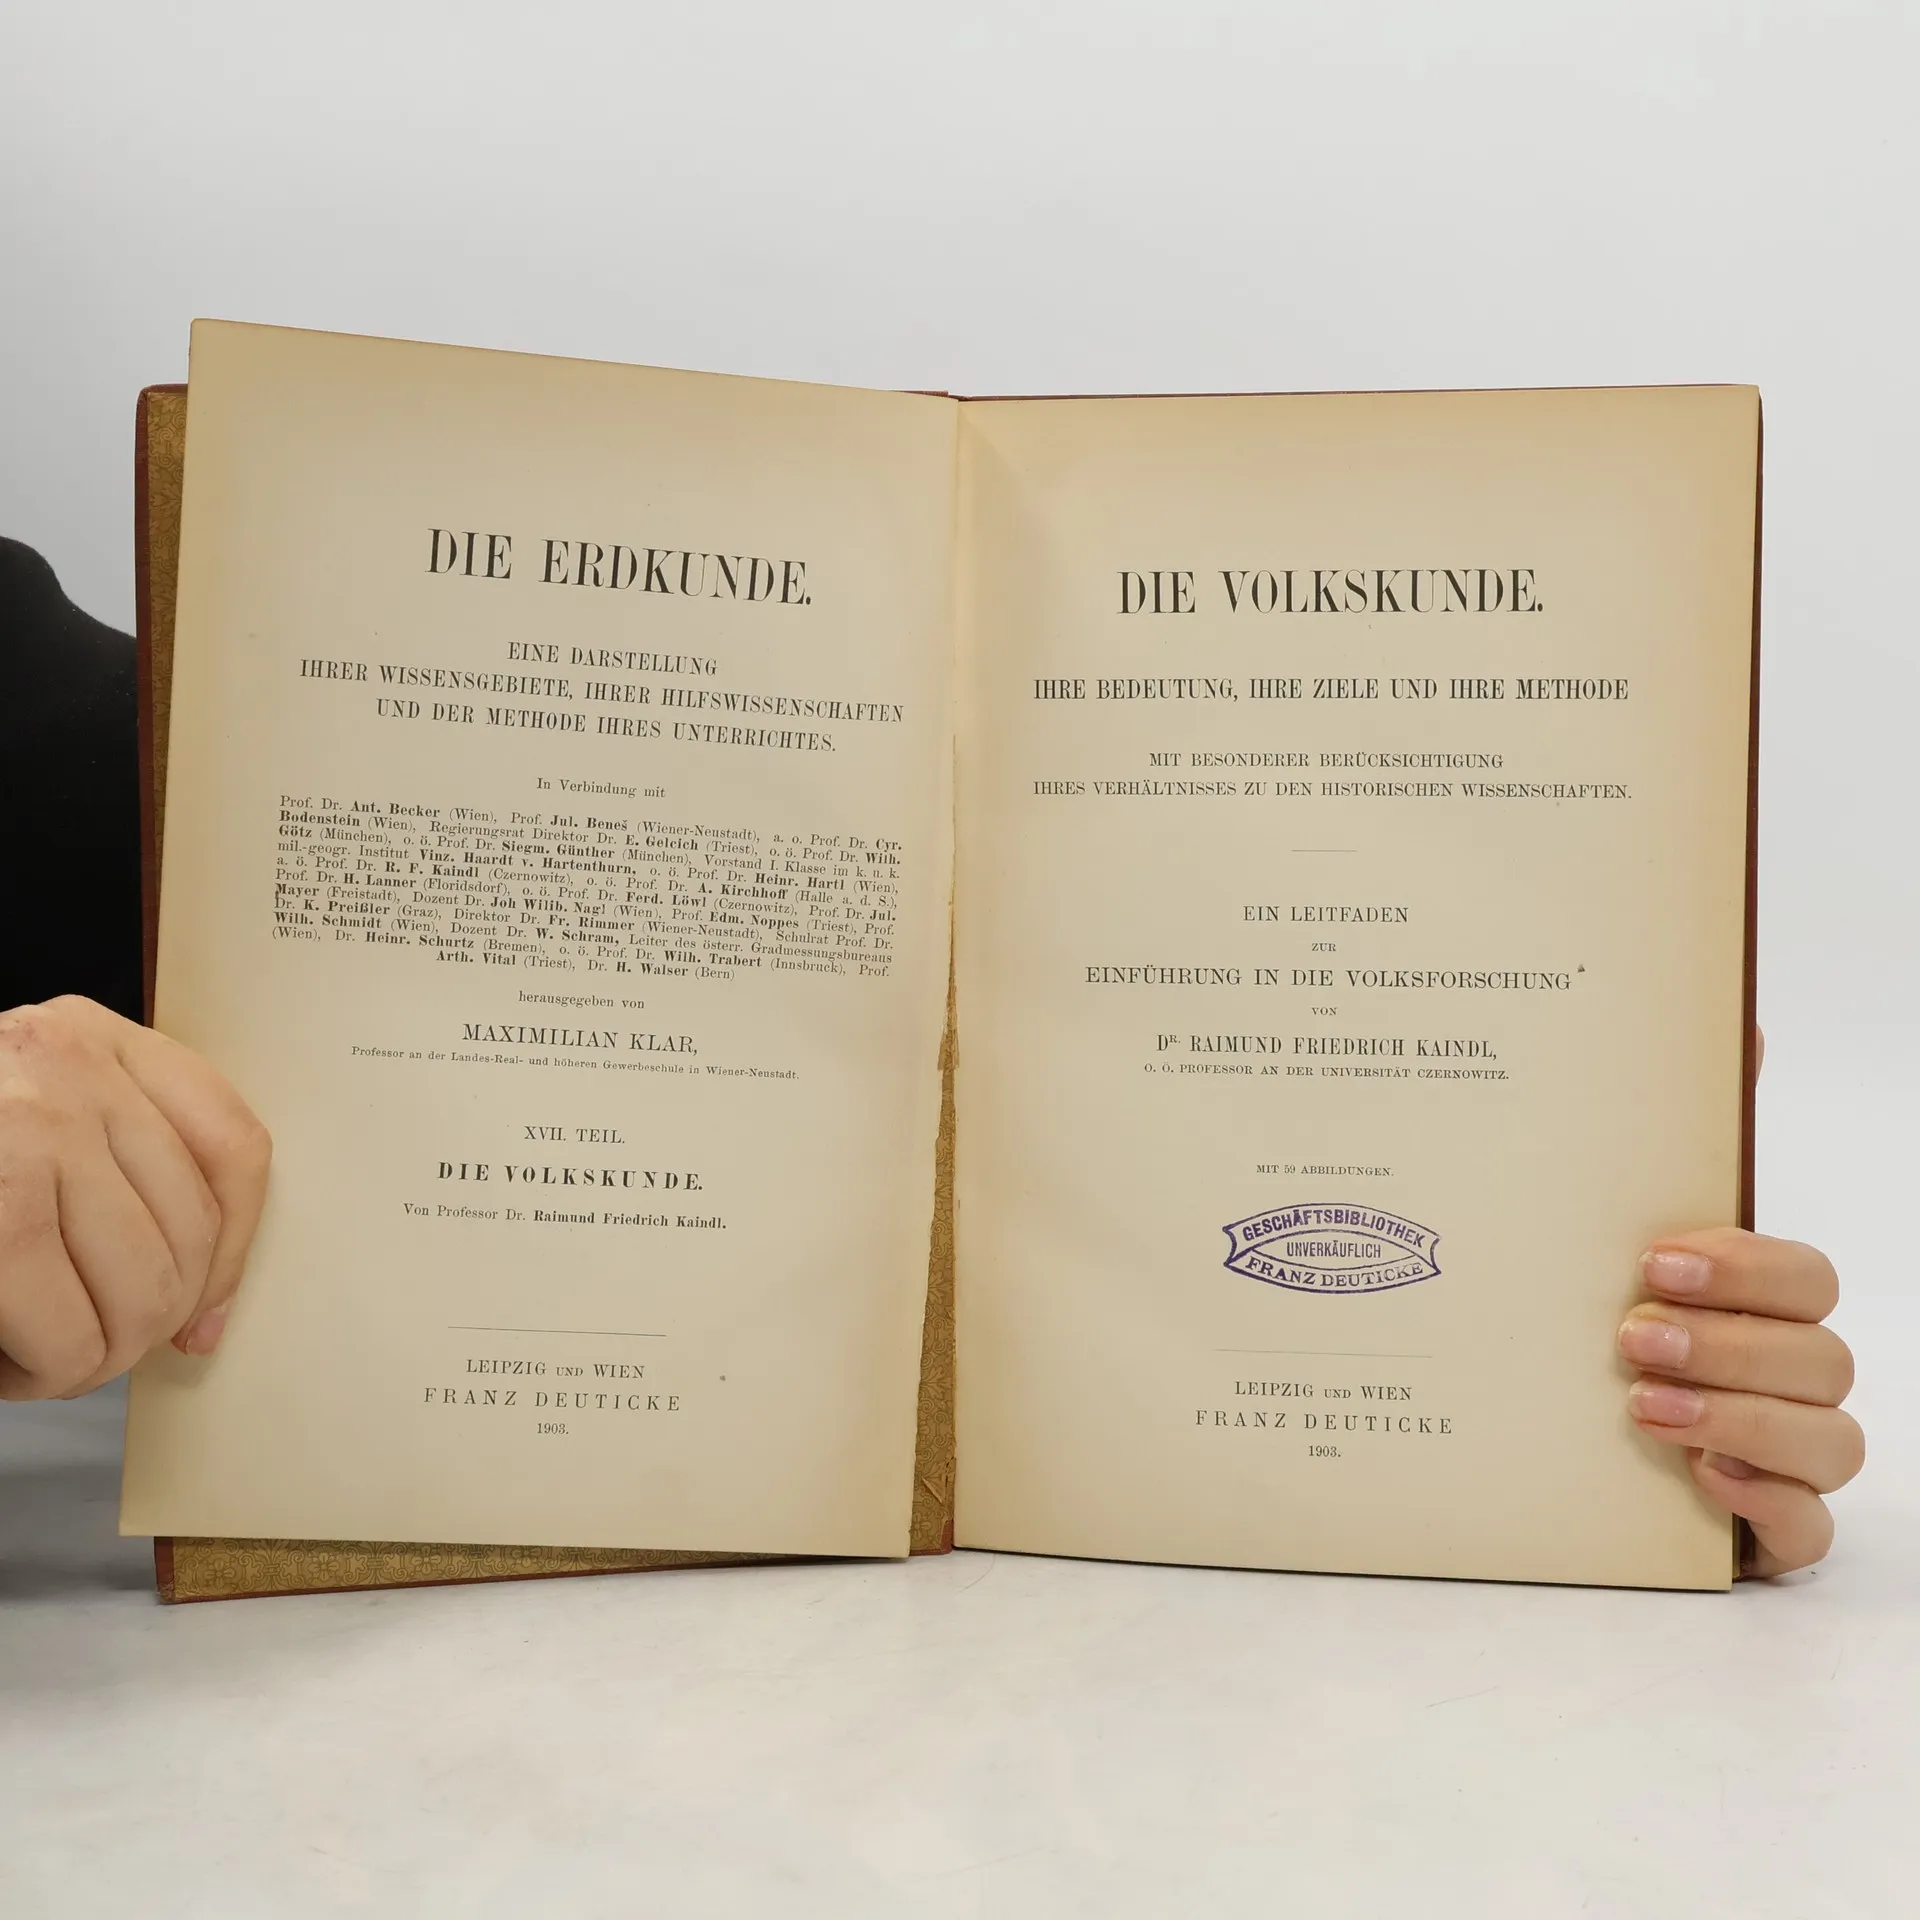 DIE ERDKUNDE.
EINE DARSTELLUNG
IHRER WISSENSGEBIETE, IHRER HILFSWISSENSCHAFTEN
UND DER METHODE IHRES UNTERRICHTES.
In Verbindung mit
Prof. Dr. Ant. Becker (Wien), Prof. Jul. Beneš (Wiener-Neustadt), a. o. Prof. Dr. Cyr.
Bodenstein (Wien), Regierungsrat Direktor Dr. E. Gelcich (Triest), o. ö. Prof. Dr. Wilh.
Götz (München), o. ö. Prof. Dr. Siegm. Günther (München), Vorstand I. Klasse im k. u. k.
mil.-geogr. Institut Vinz. Haardt v. Hartenthurn, o. ö. Prof. Dr. Heinr. Hartl (Wien),
a. ö. Prof. Dr. R. F. Kaindl (Czernowitz), o. ö. Prof. Dr. A. Kirchhoff (Halle a. d. S.),
Prof. Dr. H. Lanner (Floridsdorf), o. ö. Prof. Dr. Ferd. Löwl (Czernowitz), Prof. Dr. Jul.
Mayer (Freistadt), Dozent Dr. Joh Wilib. Nagl (Wien), Prof. Edm. Noppes (Triest), Prof.
Dr. K. Preißler (Graz), Direktor Dr. Fr. Rimmer (Wiener-Neustadt), Schulrat Prof. Dr.
Wilh. Schmidt (Wien), Dozent Dr. W. Schram, Leiter des österr. Gradmessungsbureaus
(Wien), Dr. Heinr. Schurtz (Bremen), o. ö. Prof. Dr. Wilh. Trabert (Innsbruck), Prof.
Arth. Vital (Triest), Dr. H. Walser (Bern)
herausgegeben von
MAXIMILIAN KLAR,
Professor an der Landes-Real- und höheren Gewerbeschule in Wiener-Neustadt.
XVII. TEIL.
DIE VOLKSKUNDE.
Von Professor Dr. Raimund Friedrich Kaindl.
LEIPZIG UND WIEN
FRANZ DEUTICKE
1903.
DIE VOLKSKUNDE.
IHRE BEDEUTUNG, IHRE ZIELE UND IHRE METHODE
MIT BESONDERER BERÜCKSICHTIGUNG
IHRES VERHÄLTNISSES ZU DEN HISTORISCHEN WISSENSCHAFTEN.
EIN LEITFADEN
ZUR
EINFÜHRUNG IN DIE VOLKSFORSCHUNG
VON
DR. RAIMUND FRIEDRICH KAINDL,
O. Ö. PROFESSOR AN DER UNIVERSITÄT CZERNOWITZ.
MIT 59 ABBILDUNGEN.
GESCHÄFTSBIBLIOTHEK
UNVERKÄUFLICH
FRANZ DEUTICKE
LEIPZIG UND WIEN
FRANZ DEUTICKE
1903.